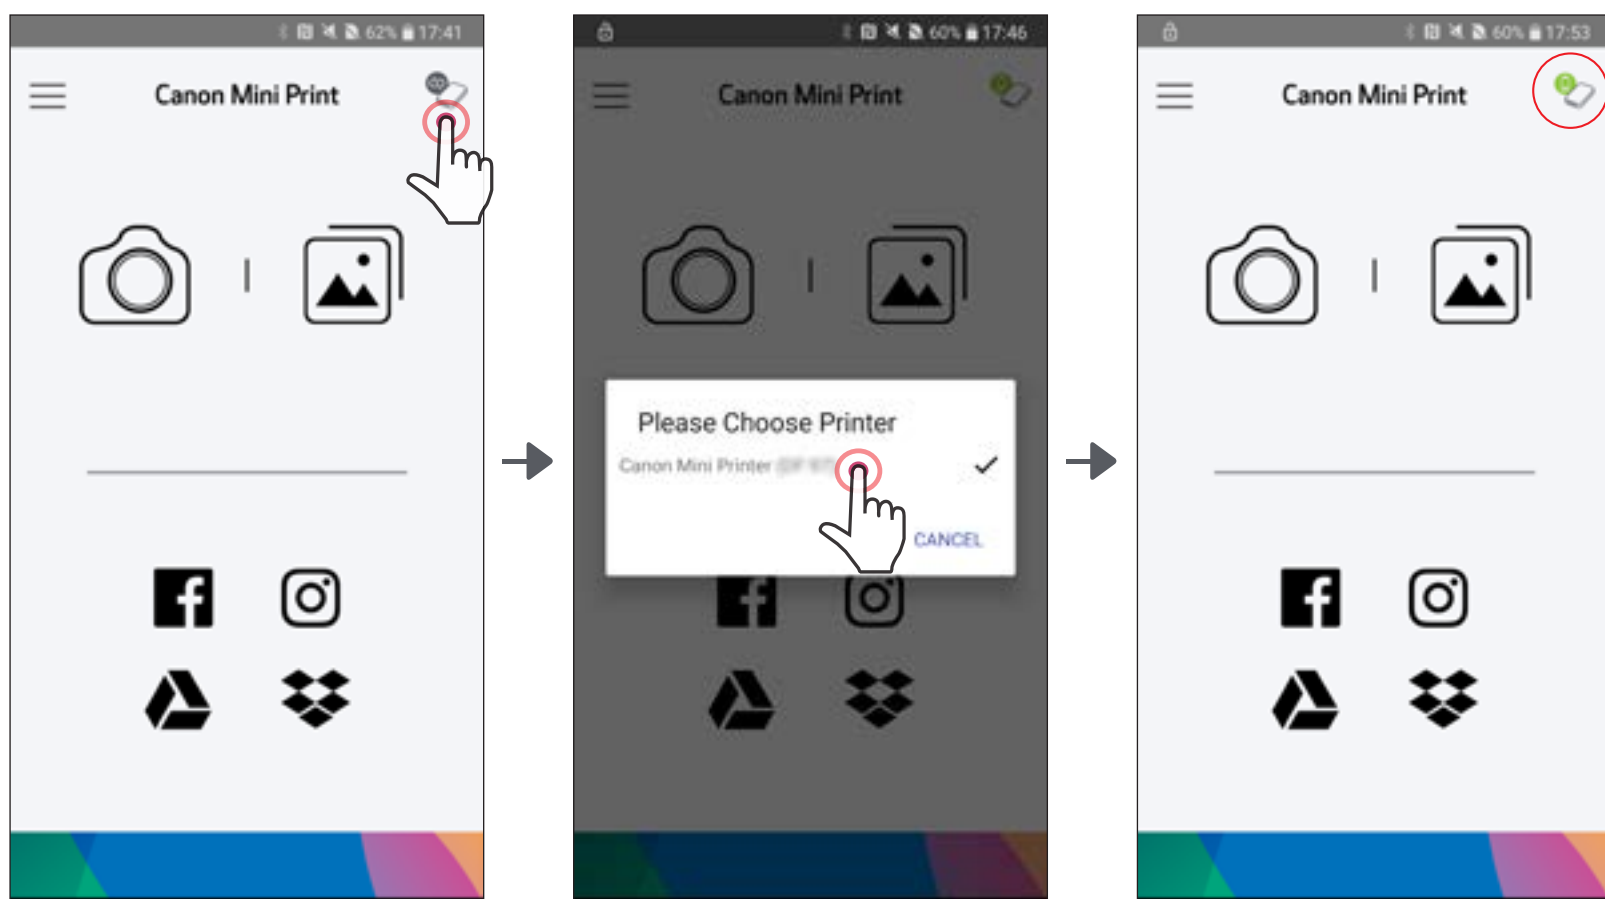 62% 17:41
Canon Mini Print
60% 17:46
Canon Mini Print
Please Choose Printer
Canon Mini Printer
CANCEL
60% 17:53
Canon Mini Print